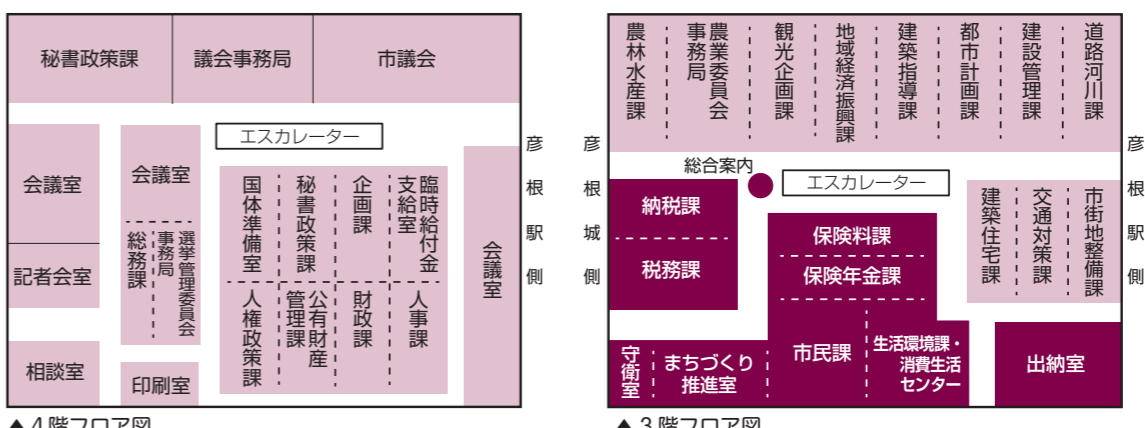 秘書政策課
議会事務局
市議会
エスカレーター
会議室
記者会室
相談室
会議室
総務課
選挙管理委員会
事務局
印刷室
国体準備室
秘書政策課
企画課
臨時給付金
支給室
人権政策課
公有財産
管理課
財政課
人事課
会議室
彦根駅側
▲4階フロア図
農林水産課
農業委員会
事務局
観光企画課
地域経済振興課
建築指導課
都市計画課
建設管理課
道路河川課
彦根城側
総合案内
エスカレーター
納税課
税務課
保険料課
保険年金課
建築住宅課
交通対策課
市街地整備課
守衛室
まちづくり
推進室
市民課
生活環境課・
消費生活
センター
出納室
彦根駅側
▲3階フロア図